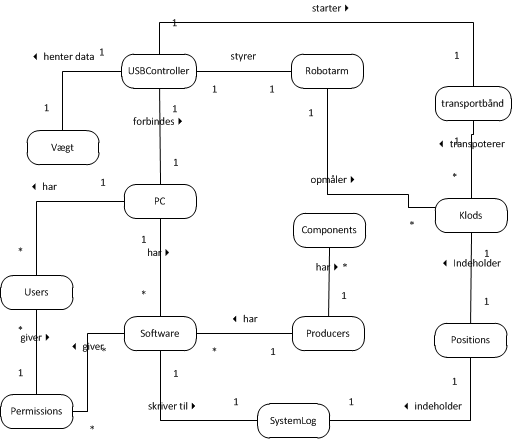 starter ▶
1
1
◀ henter data
1
styrer
USBController
Robotarm
1
1
1
transportbånd
1
1
1
forbindes ▶
1
◀ transpoterer
Vægt
1
*
◀ har
1
opmåler ▶
PC
Klods
*
Components
1
*
har ▶
1
har ▶
*
◀ Indeholder
Users
*
1
1
*
◀ har
giver ▶
Software
Producers
Positions
◀ giver
*
*
1
1
1
1
Permissions
skriver til ▶
1
1
◀ indeholder
SystemLog
*